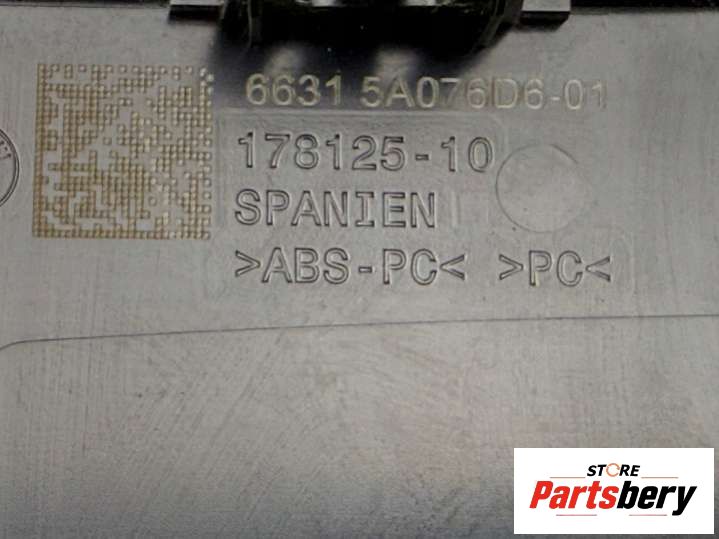 6631 5A076D6-01
178125-10
SPANIEN
>ABS-PC< >PC<
STORE
Partsbery